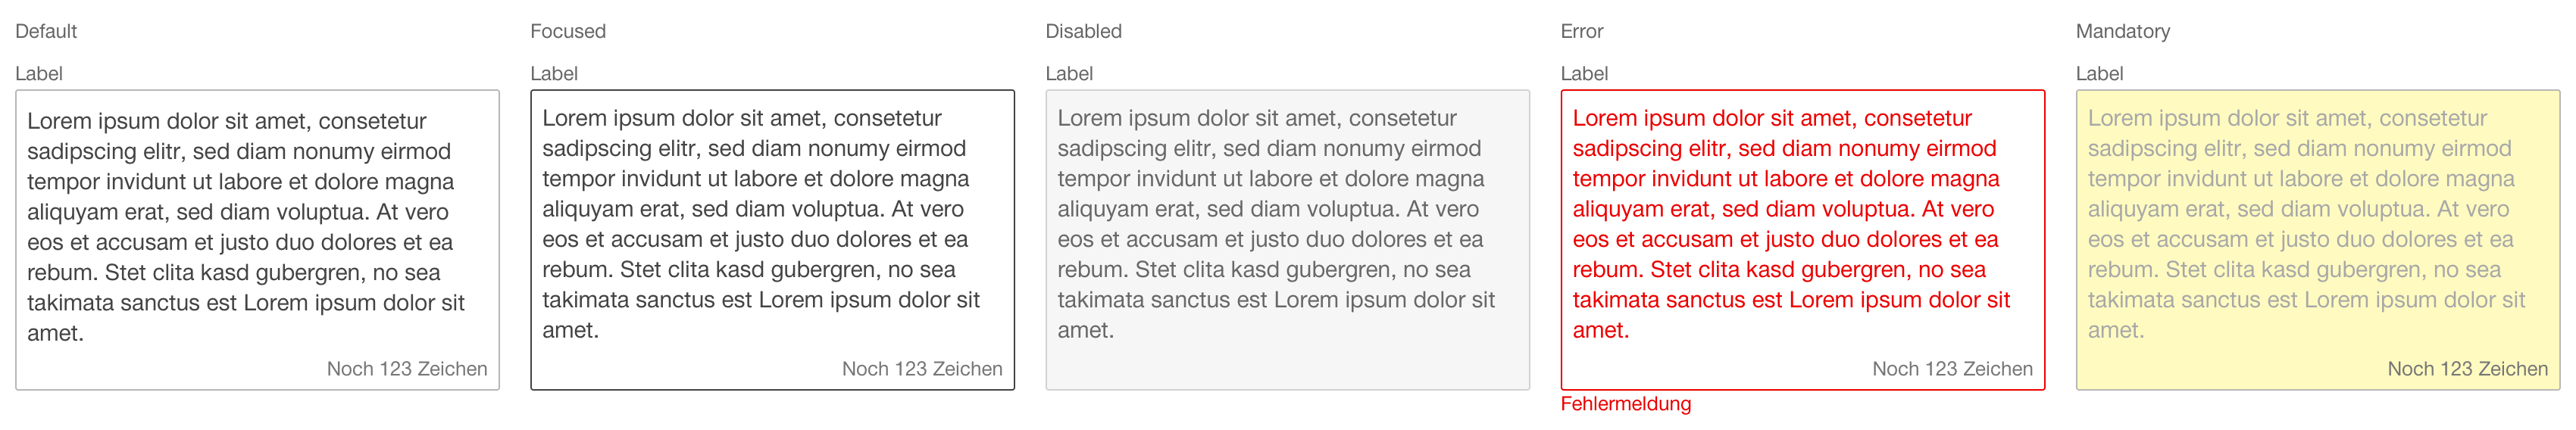 Default
Label
Lorem ipsum dolor sit amet, consetetur
sadipscing elitr, sed diam nonumy eirmod
tempor invidunt ut labore et dolore magna
aliquyam erat, sed diam voluptua. At vero
eos et accusam et justo duo dolores et ea
rebum. Stet clita kasd gubergren, no sea
takimata sanctus est Lorem ipsum dolor sit
amet.
Noch 123 Zeichen
Focused
Label
Lorem ipsum dolor sit amet, consetetur
sadipscing elitr, sed diam nonumy eirmod
tempor invidunt ut labore et dolore magna
aliquyam erat, sed diam voluptua. At vero
eos et accusam et justo duo dolores et ea
rebum. Stet clita kasd gubergren, no sea
takimata sanctus est Lorem ipsum dolor sit
amet.
Noch 123 Zeichen
Disabled
Label
Lorem ipsum dolor sit amet, consetetur
sadipscing elitr, sed diam nonumy eirmod
tempor invidunt ut labore et dolore magna
aliquyam erat, sed diam voluptua. At vero
eos et accusam et justo duo dolores et ea
rebum. Stet clita kasd gubergren, no sea
takimata sanctus est Lorem ipsum dolor sit
amet.
Error
Label
Lorem ipsum dolor sit amet, consetetur
sadipscing elitr, sed diam nonumy eirmod
tempor invidunt ut labore et dolore magna
aliquyam erat, sed diam voluptua. At vero
eos et accusam et justo duo dolores et ea
rebum. Stet clita kasd gubergren, no sea
takimata sanctus est Lorem ipsum dolor sit
amet.
Noch 123 Zeichen
Fehlermeldung
Mandatory
Label
Lorem ipsum dolor sit amet, consetetur
sadipscing elitr, sed diam nonumy eirmod
tempor invidunt ut labore et dolore magna
aliquyam erat, sed diam voluptua. At vero
eos et accusam et justo duo dolores et ea
rebum. Stet clita kasd gubergren, no sea
takimata sanctus est Lorem ipsum dolor sit
amet.
Noch 123 Zeichen